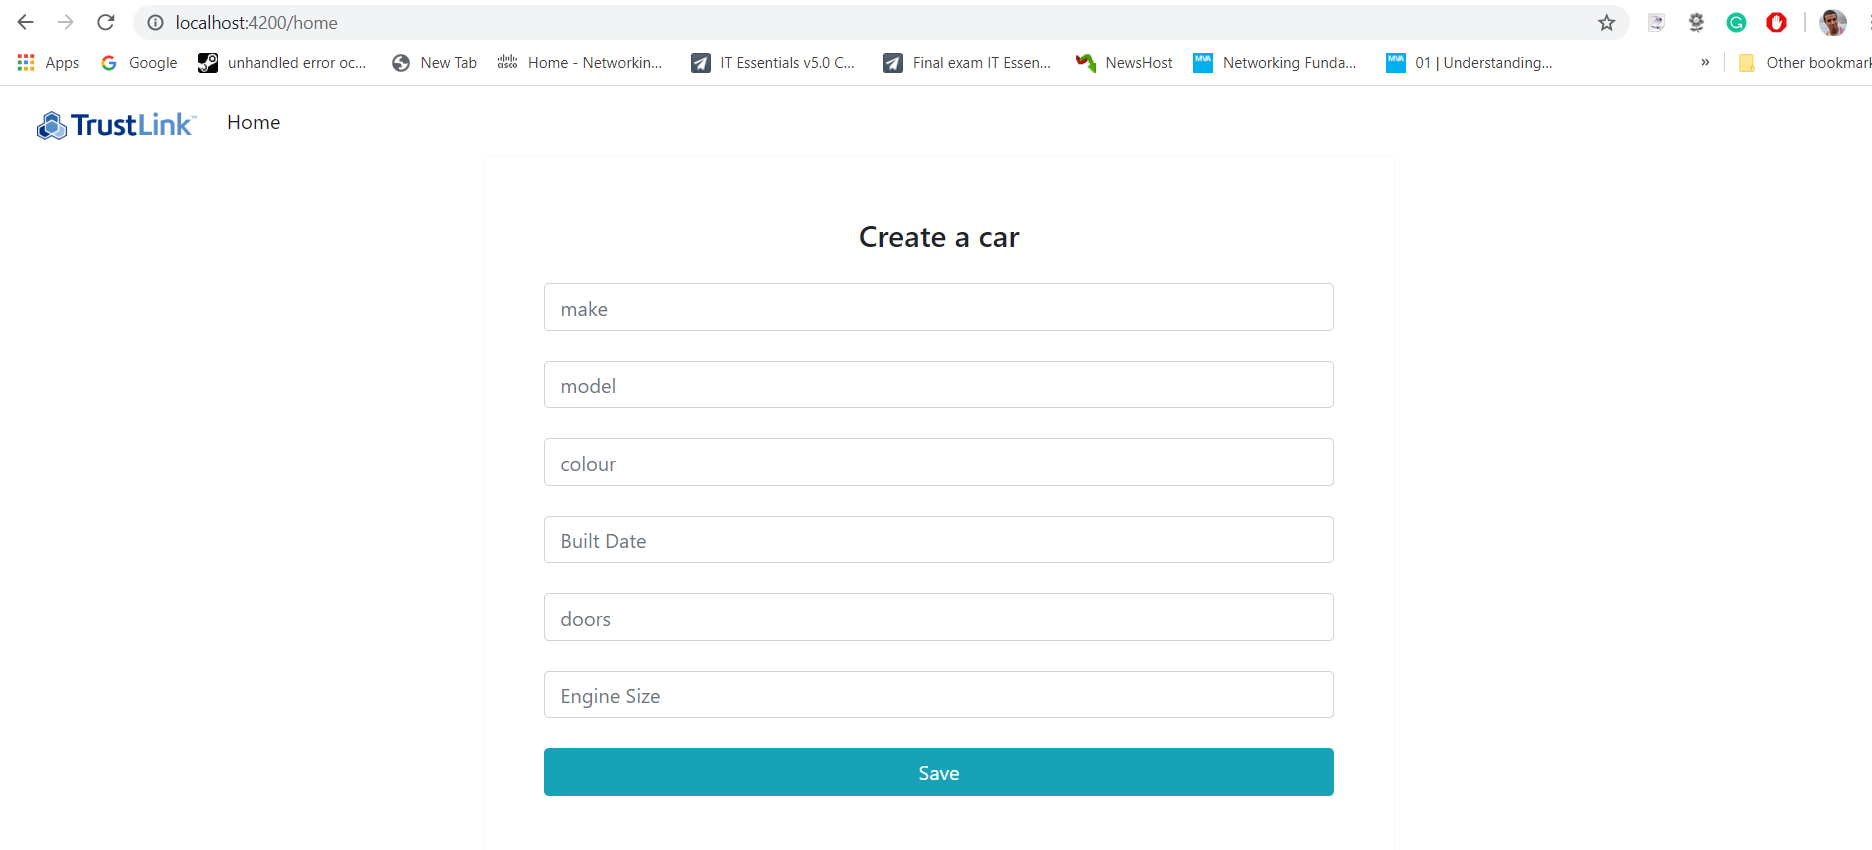 localhost:4200/home
Apps Google unhandled error oc... New Tab Home - Networkin... IT Essentials v5.0 C... Final exam IT Essen... NewsHost Networking Funda... 01 | Understanding... » Other bookmark
TrustLink™ Home
Create a car
make
model
colour
Built Date
doors
Engine Size
Save